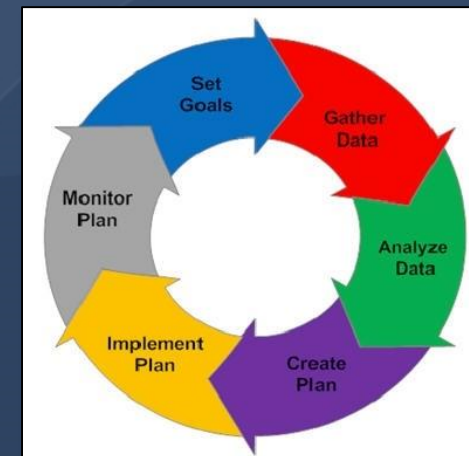 Set
Goals
Gather
Data
Analyze
Data
Create
Plan
Implement
Plan
Monitor
Plan